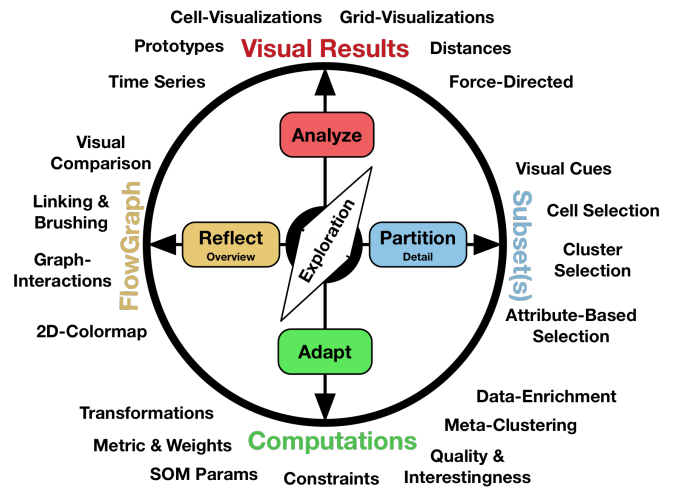 Cell-Visualizations Grid-Visualizations
Prototypes Visual Results Distances
Time Series Force-Directed
Analyze
Visual
Comparison
Linking &
Brushing
Graph-
Interactions
2D-Colormap
FlowGraph
Reflect
Overview
Exploration
Partition
Detail
Subset(s)
Visual Cues
Cell Selection
Cluster
Selection
Attribute-Based
Selection
Adapt
Transformations
Metric & Weights
SOM Params
Computations
Constraints
Data-Enrichment
Meta-Clustering
Quality &
Interestingness